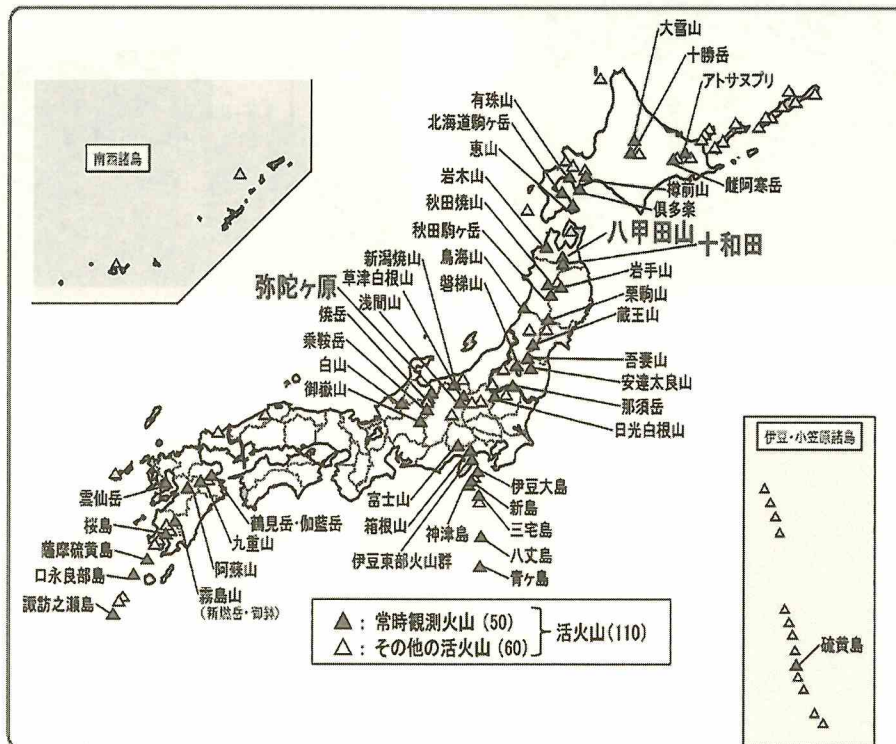 大雪山
十勝岳
アトサヌプリ
有珠山
北海道駒ヶ岳
恵山
岩木山
秋田焼山
秋田駒ヶ岳
鳥海山
磐梯山
新潟焼山
草津白根山
浅間山
弥陀ヶ原
焼岳
乗鞍岳
白山
御嶽山
雌阿寒岳
樽前山
倶多楽
八甲田山
十和田
岩手山
栗駒山
蔵王山
吾妻山
安達太良山
那須岳
日光白根山
南西諸島
伊豆・小笠原諸島
硫黄島
富士山
箱根山
伊豆東部火山群
伊豆大島
新島
神津島
三宅島
八丈島
青ヶ島
雲仙岳
桜島
薩摩硫黄島
口永良部島
諏訪之瀬島
鶴見岳・伽藍岳
九重山
阿蘇山
霧島山
(新燃岳・御鉢)
▲：常時観測火山(50)
△：その他の活火山(60)
活火山(110)